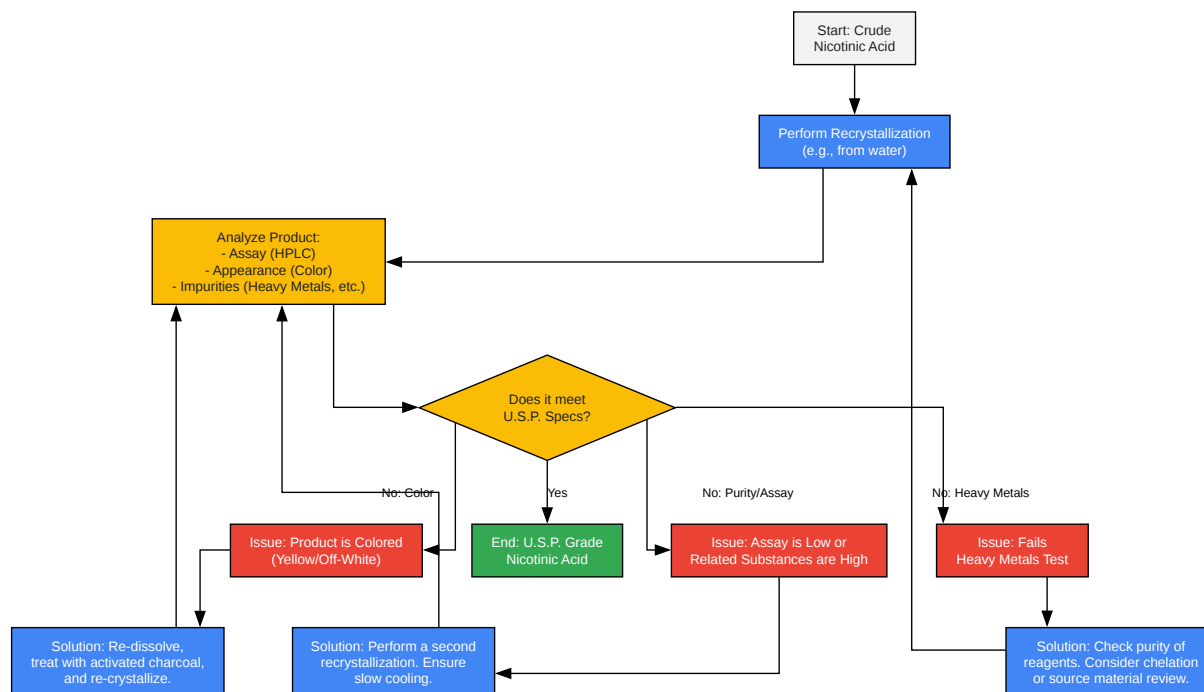 Start: Crude
Nicotinic Acid
Perform Recrystallization
(e.g., from water)
Analyze Product:
- Assay (HPLC)
- Appearance (Color)
- Impurities (Heavy Metals, etc.)
Does it meet
U.S.P. Specs?
No: Color
Yes
No: Purity/Assay
No: Heavy Metals
Issue: Product is Colored
(Yellow/Off-White)
End: U.S.P. Grade
Nicotinic Acid
Issue: Assay is Low or
Related Substances are High
Issue: Fails
Heavy Metals Test
Solution: Re-dissolve,
treat with activated charcoal,
and re-crystallize.
Solution: Perform a second
recrystallization. Ensure
slow cooling.
Solution: Check purity of
reagents. Consider chelation
or source material review.